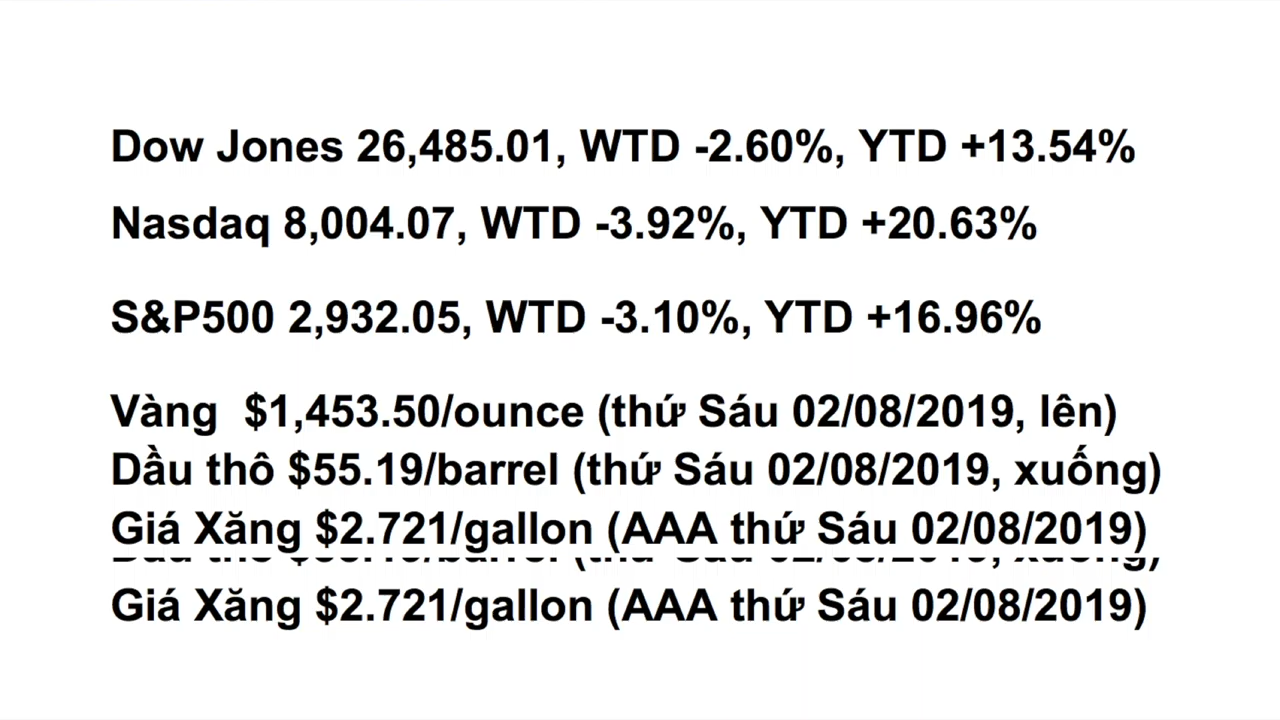 Dow Jones 26,485.01, WTD -2.60%, YTD +13.54%
Nasdaq 8,004.07, WTD -3.92%, YTD +20.63%
S&P500 2,932.05, WTD -3.10%, YTD +16.96%
Vàng $1,453.50/ounce (thứ Sáu 02/08/2019, lên)
Dầu thô $55.19/barrel (thứ Sáu 02/08/2019, xuống)
Giá Xăng $2.721/gallon (AAA thứ Sáu 02/08/2019)
Giá Xăng $2.721/gallon (AAA thứ Sáu 02/08/2019)